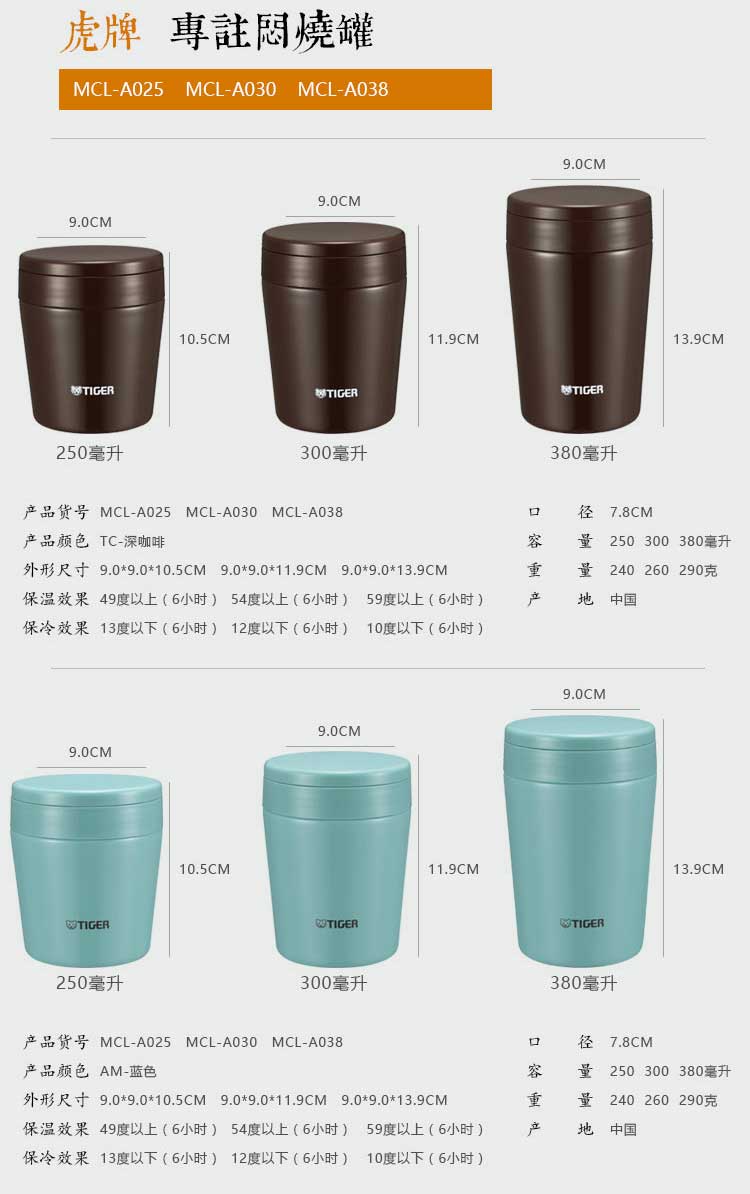 虎牌 專註悶燒罐
MCL-A025 MCL-A030 MCL-A038
9.0CM
9.0CM
9.0CM
10.5CM
11.9CM
13.9CM
TIGER
TIGER
TIGER
250毫升
300毫升
380毫升
产品货号 MCL-A025 MCL-A030 MCL-A038
产品颜色 TC-深咖啡
外形尺寸 9.0*9.0*10.5CM 9.0*9.0*11.9CM 9.0*9.0*13.9CM
保温效果 49度以上(6小时) 54度以上(6小时) 59度以上(6小时)
保冷效果 13度以下(6小时) 12度以下(6小时) 10度以下(6小时)
口径 7.8CM
容量 250 300 380毫升
重量 240 260 290克
产地 中国
9.0CM
9.0CM
9.0CM
10.5CM
11.9CM
13.9CM
TIGER
TIGER
TIGER
250毫升
300毫升
380毫升
产品货号 MCL-A025 MCL-A030 MCL-A038
产品颜色 AM-蓝色
外形尺寸 9.0*9.0*10.5CM 9.0*9.0*11.9CM 9.0*9.0*13.9CM
保温效果 49度以上(6小时) 54度以上(6小时) 59度以上(6小时)
保冷效果 13度以下(6小时) 12度以下(6小时) 10度以下(6小时)
口径 7.8CM
容量 250 300 380毫升
重量 240 260 290克
产地 中国